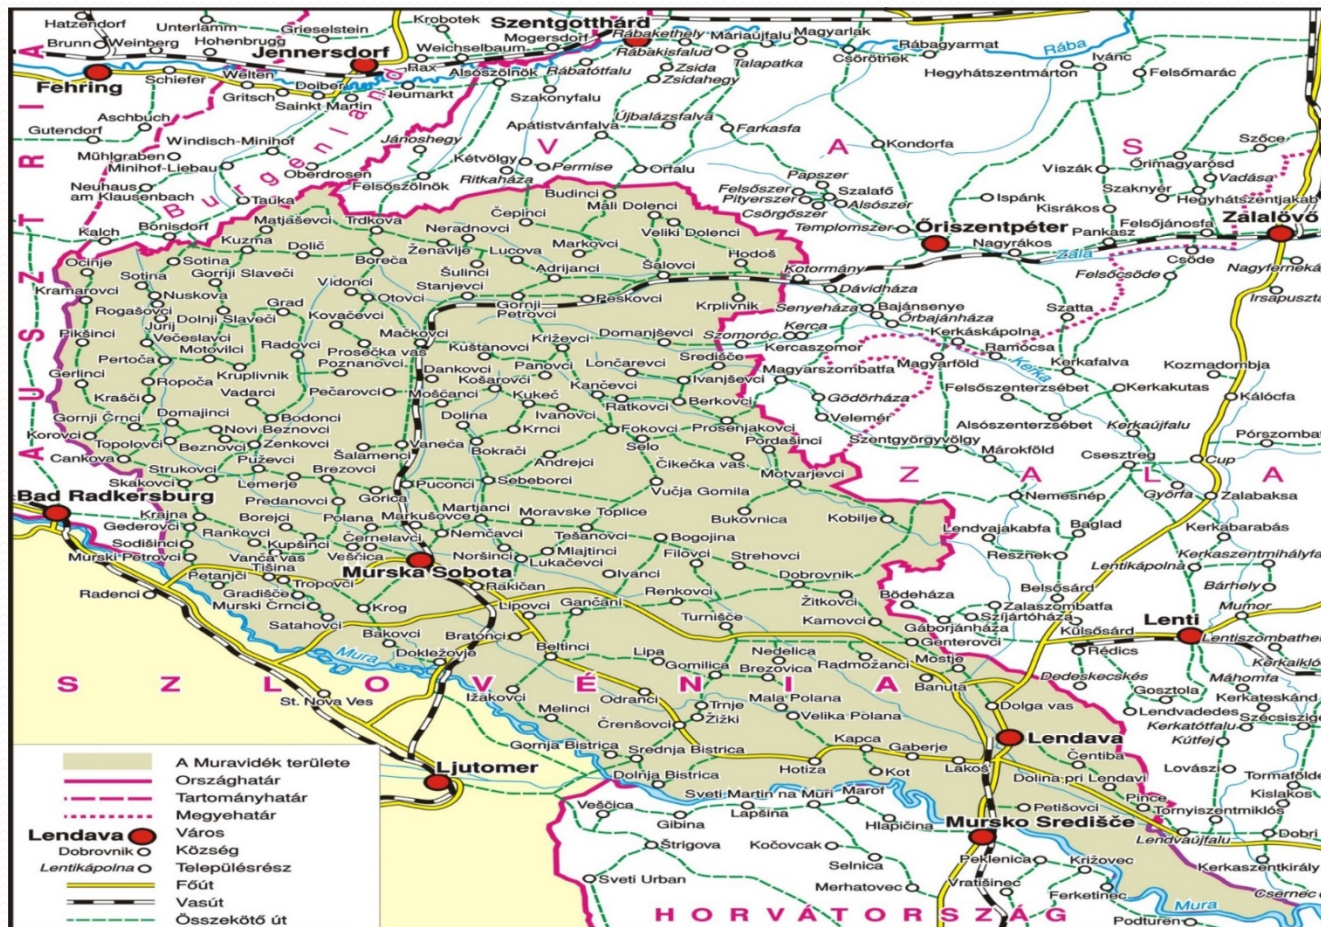 Hatzendorf
Unterlamm
Grieselstein
Krobotek
Szentgotthárd
Brunn
Weinberg
Hohenbrugg
Jennersdorf
Weichselbaum
Mogersdorf
Rábakethely
Máriaújfalu
Magyarlak
Rábagyarmat
Rába
Fehring
Schiefer
Welten
Rax
Alsószölnök
Rábatótfalu
Rábakisfalud
Zsida
Zsidahegy
Talapatka
Csörötnek
Hegyhátszentmárton
Ivánc
Felsőmarác
Gritsch
Doiber
Sainkt Martin
Neumarkt
Szakonyfalu
Aschbuch
Gutendorf
Windisch-Minihof
Burgenland
Jánoshegy
Apátistvánfalva
Újbalázsfalva
Farkasfa
Kondorfa
Szőce
Mühlgraben
Minihof-Liebau
Oberdrosen
Felsőszölnök
Kétvölgy
Ritkaháza
Permise
Orfalu
V A S
Viszák
Őrimagyarósd
Vadása
Szaknyér
Hegyhátszentjakab
Neuhaus
am Klausenbach
Tauka
Papszer
Felsőszer
Pityerszer
Szalafő
Alsószer
Csörgőszer
Templomszer
Ispánk
Kisrákos
Felsőjánosfa
Zalalövő
Kalch
Bonisdorf
Matjaševci
Trdkova
Budinci
Čepinci
Mali Dolenci
Őriszentpéter
Nagyrákos
Pankasz
Zala
Csöde
Nagyfernekág
Kuzma
Dolič
Neradnovci
Ženavlje
Lucova
Markovci
Veliki Dolenci
Hodoš
Felsőcsöde
Irsapuszta
Očinje
Sotina
Sotina
Gornji Slaveči
Boreča
Šulinci
Adrijanci
Šalovci
Kotormány
Dávidháza
Kramarovci
Nuskova
Vidonci
Otovci
Stanjevci
Gornji
Petrovci
Peskovci
Krplivnik
Senyeháza
Bajánsenye
Őrbajánháza
Szatta
Rogašovci
Jurij
Dolnji Slaveči
Grad
Kovačevci
Pikšinci
Večeslavci
Motovilci
Radovci
Mačkovci
Prosečka vas
Kuštanovci
Križevci
Domanjševci
Szomoróc
Kerca
Kercaszomor
Kerkáskápolna
Magyarföld
Ramocsa
Kerkafalva
Kerka
Kozmadombja
Pertoča
Kruplivnik
Poznanovci
Dankovci
Panovci
Lončarevci
Središče
Ivanjševci
Magyarszombatfa
Felsőszenterzsébet
Kerkakutas
Kálócfa
Gerlinci
Ropoča
Vadarci
Pečarovci
Moščanci
Košarovci
Kukeč
Kančevci
Ratkovci
Berkovci
Gödörháza
Velemér
Alsószenterzsébet
Kerkaújfalu
Krašči
Gornji Črnci
Domajinci
Bodonci
Dolina
Ivanovci
Krnci
Fokovci
Prosenjakovci
Szentgyörgyvölgy
Pórszombat
Korovci
Topolovci
Beznovci
Novi Beznovci
Zenkovci
Vaneča
Bokrači
Selo
Pordašinci
Márokföld
Csesztreg
Cup
Cankova
Strukovci
Puževci
Šalamenci
Andrejci
Čikečka vas
Motvarjevci
Z A L A
Győrfa
Zalabaksa
Bad Radkersburg
Skakovci
Lemerje
Brezovci
Gorica
Puconci
Sebeborci
Vučja Gomila
Nemesnép
Krajna
Predanovci
Polana
Markušovce
Martjanci
Moravske Toplice
Bukovnica
Kobilje
Lendvajakabfa
Baglad
Kerkabarabás
Gederovci
Borejci
Rankovci
Kupšinci
Černelavci
Nemčavci
Tešanovci
Bogojina
Resznek
Kerkaszentmihályfa
Sodišinci
Vanča vas
Veščica
Noršinci
Mlajtinci
Lukačevci
Filovci
Strehovci
Lentikápolna
Murski Petrovci
Tišina
Murska Sobota
Ivanci
Dobrovnik
Belsősárd
Bárhely
Radenci
Petanjči
Tropovci
Gradišče
Rakičan
Renkovci
Žitkovci
Bödeháza
Zalaszombatfa
Szíjártóháza
Lenti
Mumor
Murski Črnci
Krog
Lipovci
Gančani
Turnišče
Kamovci
Gáborjánháza
Külsősárd
Lentiszombathely
Satahovci
Bakovci
Bratonci
Beltinci
Genterovci
Rédics
Kerkaiklód
Mura
Dokležovje
Lipa
Gomilica
Nedelica
Brezovica
Radmožanci
Mostje
Dedeskecskés
Máhomfa
S Z L O V É N I A
Banuta
Gosztola
Kerkateskánd
St. Nova Ves
Ižakovci
Odranci
Trnje
Mala Polana
Dolga vas
Lendvadedes
Kerkatótfalu
Szécsisziget
Melinci
Črenšovci
Žižki
Velika Polana
Lendava
Kútfej
Gornja Bistrica
Srednja Bistrica
Kapca
Gaberje
Čentiba
Lovászi
Ljutomer
Dolnja Bistrica
Hotiza
Kot
Lakoš
Dolina pri Lendavi
Tornafölde
Sveti Martin na Muri
Marof
Pince
Kislakos
Veščica
Gibina
Lapšina
Hlapičina
Petišovci
Tornyiszentmiklós
Mursko Središče
Lendvaújfalu
Dobri
Štrigova
Kočovcak
Selnica
Peklenica
Križovec
Kerkaszentkirály
Sveti Urban
Merhatovec
Vratišinec
Ferketinec
Csernec
Mura
Podturen
H O R V Á T O R S Z Á G
A U S Z T R I A
A Muravidék területe
Országhatár
Tartományhatár
Megyehatár
Lendava Város
Dobrovnik Község
Lentikápolna Településrész
Főút
Vasút
Összekötő út